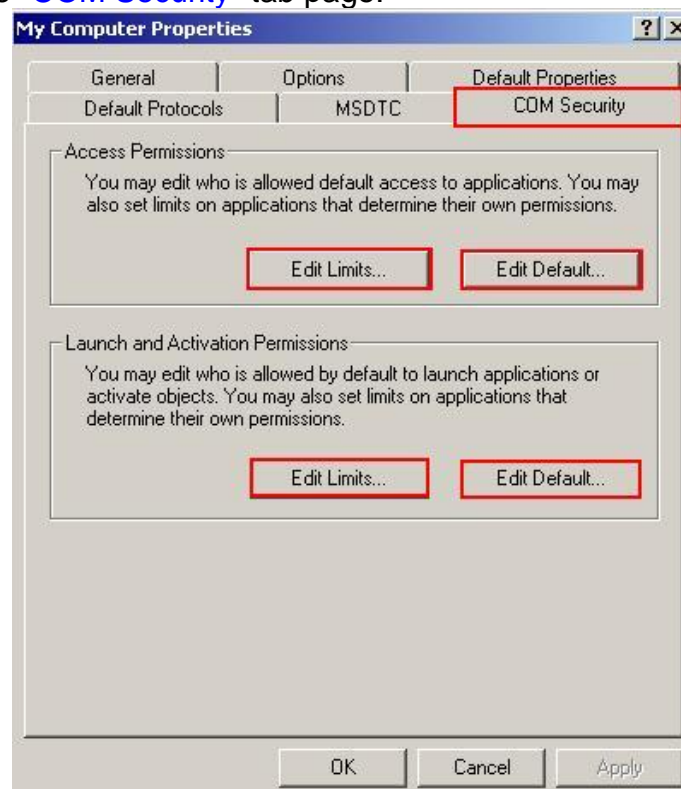 "COM Security" tab page.
My Computer Properties
General Options Default Properties
Default Protocols MSDTC COM Security
Access Permissions
You may edit who is allowed default access to applications. You may
also set limits on applications that determine their own permissions.
Edit Limits... Edit Default...
Launch and Activation Permissions
You may edit who is allowed by default to launch applications or
activate objects. You may also set limits on applications that
determine their own permissions.
Edit Limits... Edit Default...
OK Cancel Apply